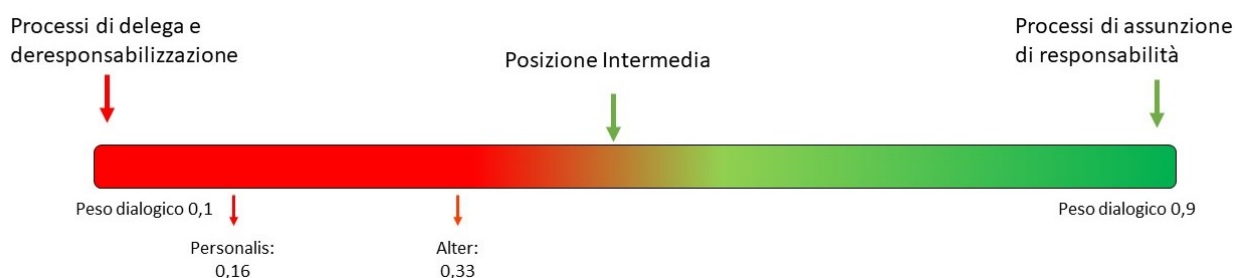 Processi di delega e
deresponsabilizzazione
Posizione Intermedia
Processi di assunzione
di responsabilità
Peso dialogico 0,1
Peso dialogico 0,9
Personalis:
0,16
Alter:
0,33